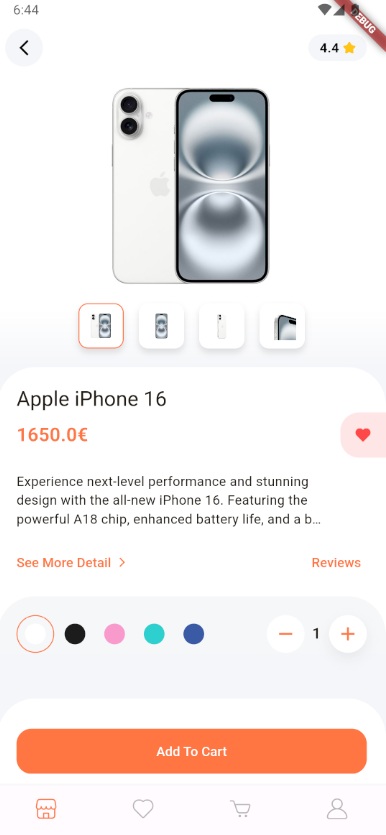 6:44
4.4
Apple iPhone 16
1650.0€
Experience next-level performance and stunning
design with the all-new iPhone 16. Featuring the
powerful A18 chip, enhanced battery life, and a b...
See More Detail
Reviews
1
Add To Cart